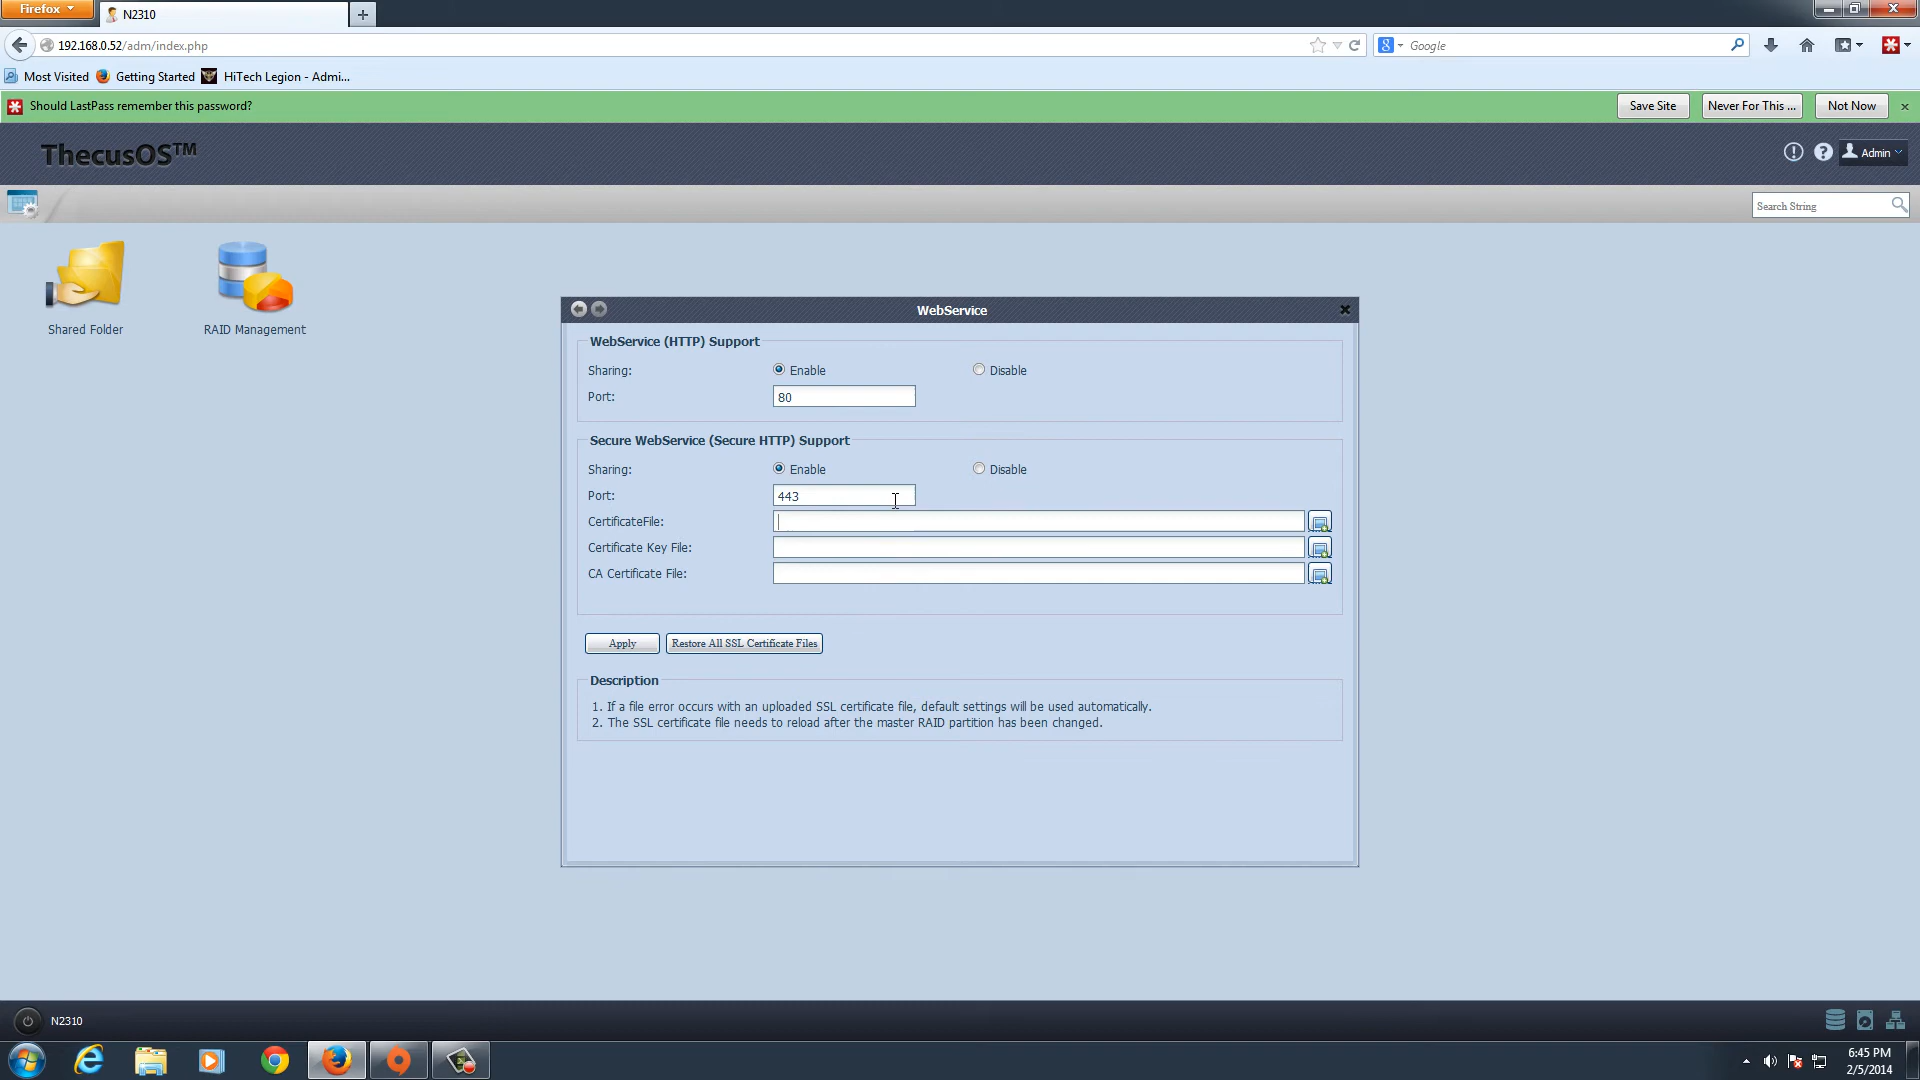 Firefox
N2310
192.168.0.52/adm/index.php
Google
Most Visited
Getting Started
HiTech Legion - Admi...
Should LastPass remember this password?
Save Site
Never For This ...
Not Now
ThecusOS™
Admin
Search String
Shared Folder
RAID Management
WebService
WebService (HTTP) Support
Sharing:
Enable
Disable
Port:
80
Secure WebService (Secure HTTP) Support
Sharing:
Enable
Disable
Port:
443
CertificateFile:
Certificate Key File:
CA Certificate File:
Apply
Restore All SSL Certificate Files
Description
1. If a file error occurs with an uploaded SSL certificate file, default settings will be used automatically.
2. The SSL certificate file needs to reload after the master RAID partition has been changed.
N2310
6:45 PM
2/5/2014